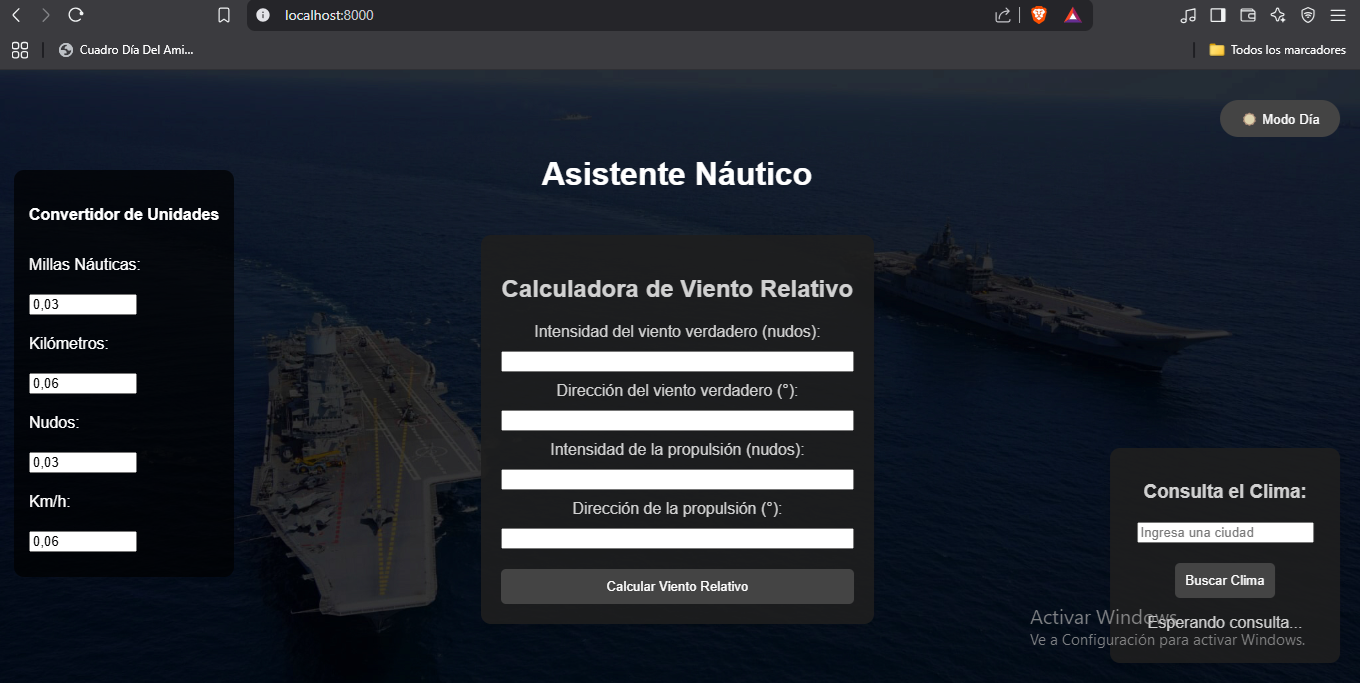 localhost:8000
Cuadro Día Del Ami...
Todos los marcadores
Modo Día
Asistente Náutico
Convertidor de Unidades
Millas Náuticas:
0,03
Kilómetros:
0,06
Nudos:
0,03
Km/h:
0,06
Calculadora de Viento Relativo
Intensidad del viento verdadero (nudos):
Dirección del viento verdadero (°):
Intensidad de la propulsión (nudos):
Dirección de la propulsión (°):
Calcular Viento Relativo
Consulta el Clima:
Ingresa una ciudad
Buscar Clima
Esperando consulta...
Activar Windows
Ve a Configuración para activar Windows.